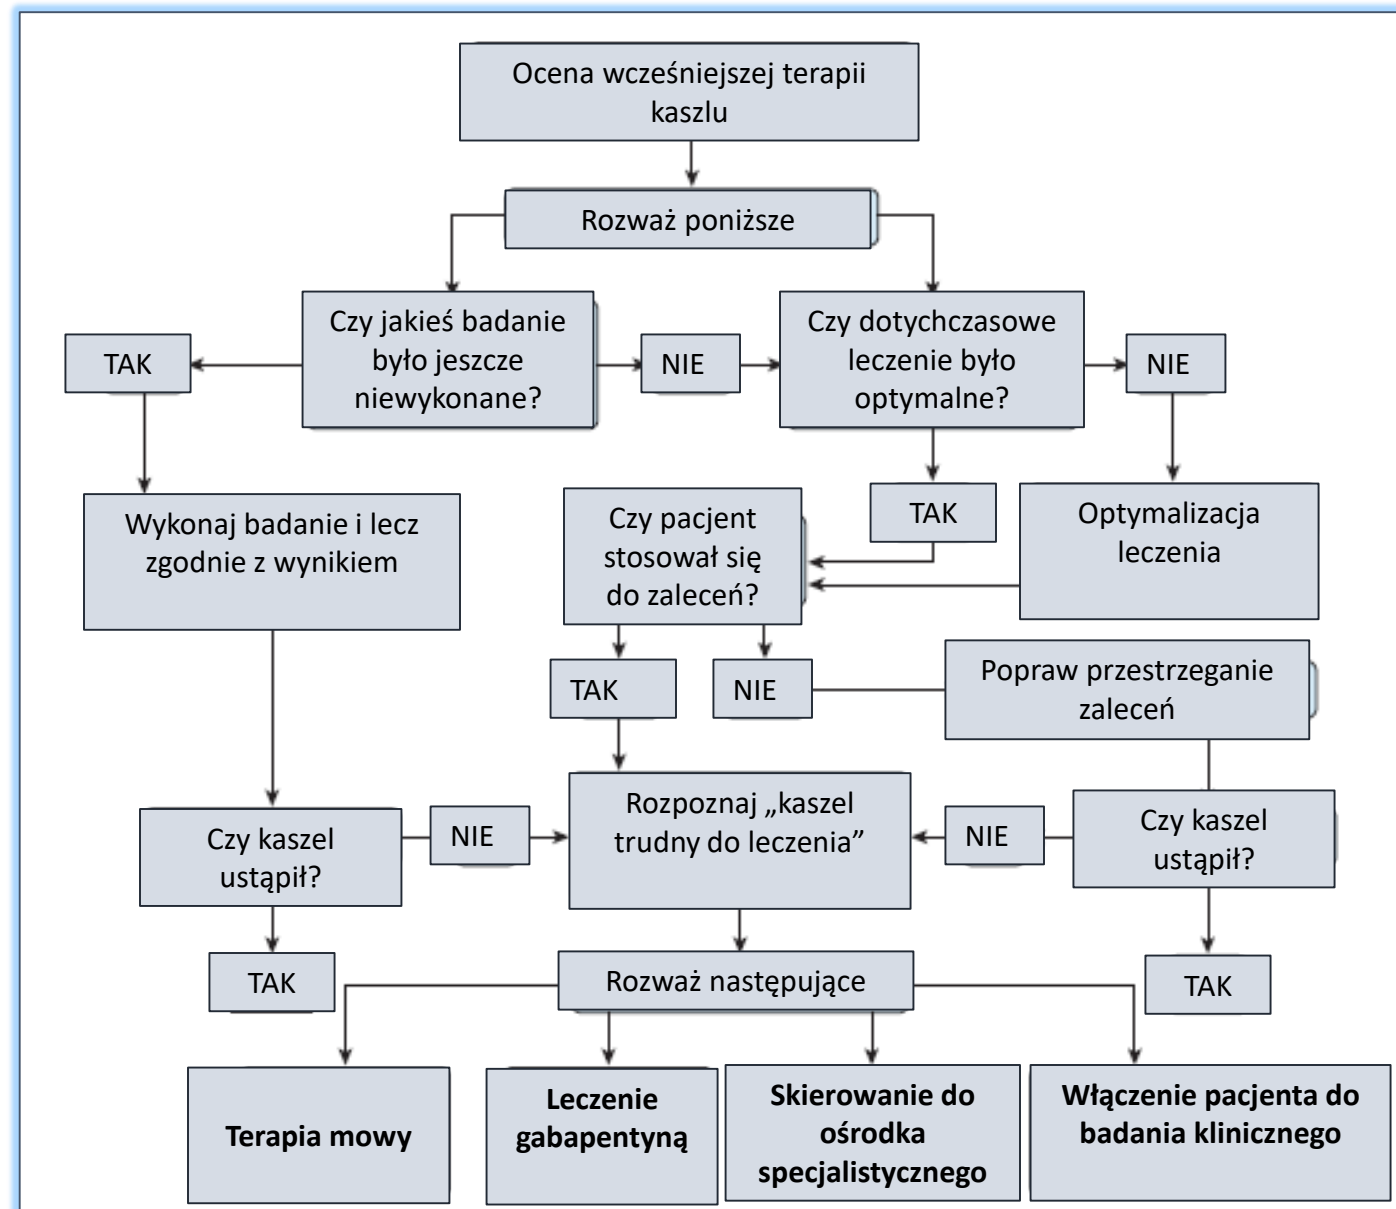 Ocena wcześniejszej terapii
kaszlu
Rozważ poniższe
Czy jakieś badanie
było jeszcze
niewykonane?
Czy dotychczasowe
leczenie było
optymalne?
TAK
NIE
NIE
Wykonaj badanie i lecz
zgodnie z wynikiem
Czy pacjent
stosował się
do zaleceń?
TAK
Optymalizacja
leczenia
TAK
NIE
Popraw przestrzeganie
zaleceń
Czy kaszel
ustąpił?
NIE
Rozpoznaj „kaszel
trudny do leczenia”
NIE
Czy kaszel
ustąpił?
TAK
Rozważ następujące
TAK
Terapia mowy
Leczenie
gabapentyną
Skierowanie do
ośrodka
specjalistycznego
Włączenie pacjenta do
badania klinicznego